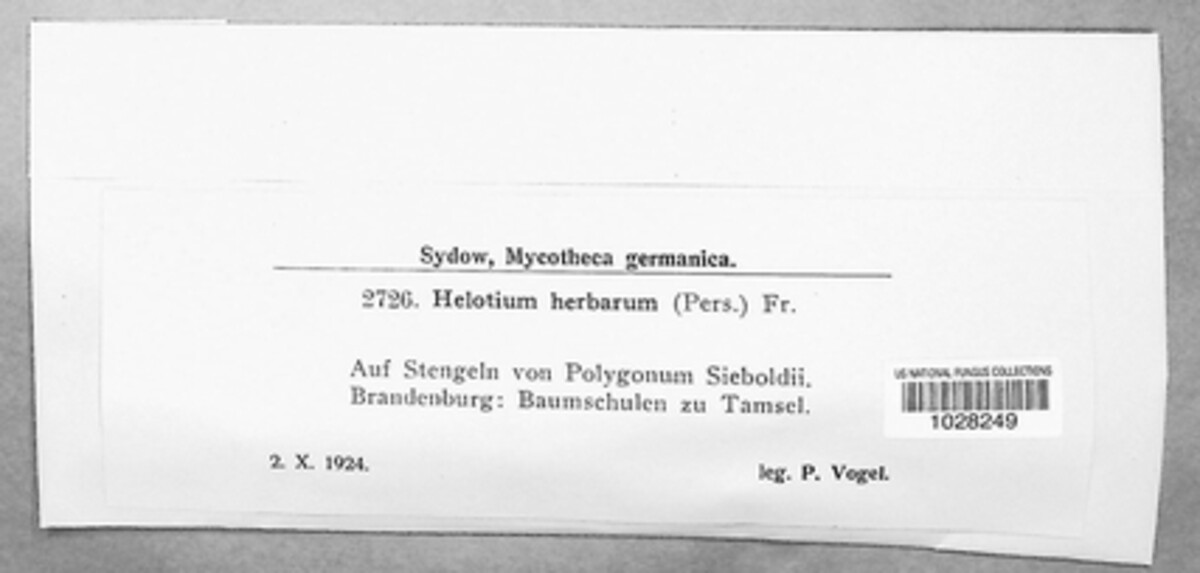 Sydow, Mycotheca germanica.
2726. Helotium herbarum (Pers.) Fr.
Auf Stengeln von Polygonum Sieboldii.
Brandenburg: Baumschulen zu Tamsel.
US NATIONAL FUNGUS COLLECTIONS
1028249
2. X. 1924.
leg. P. Vogel.